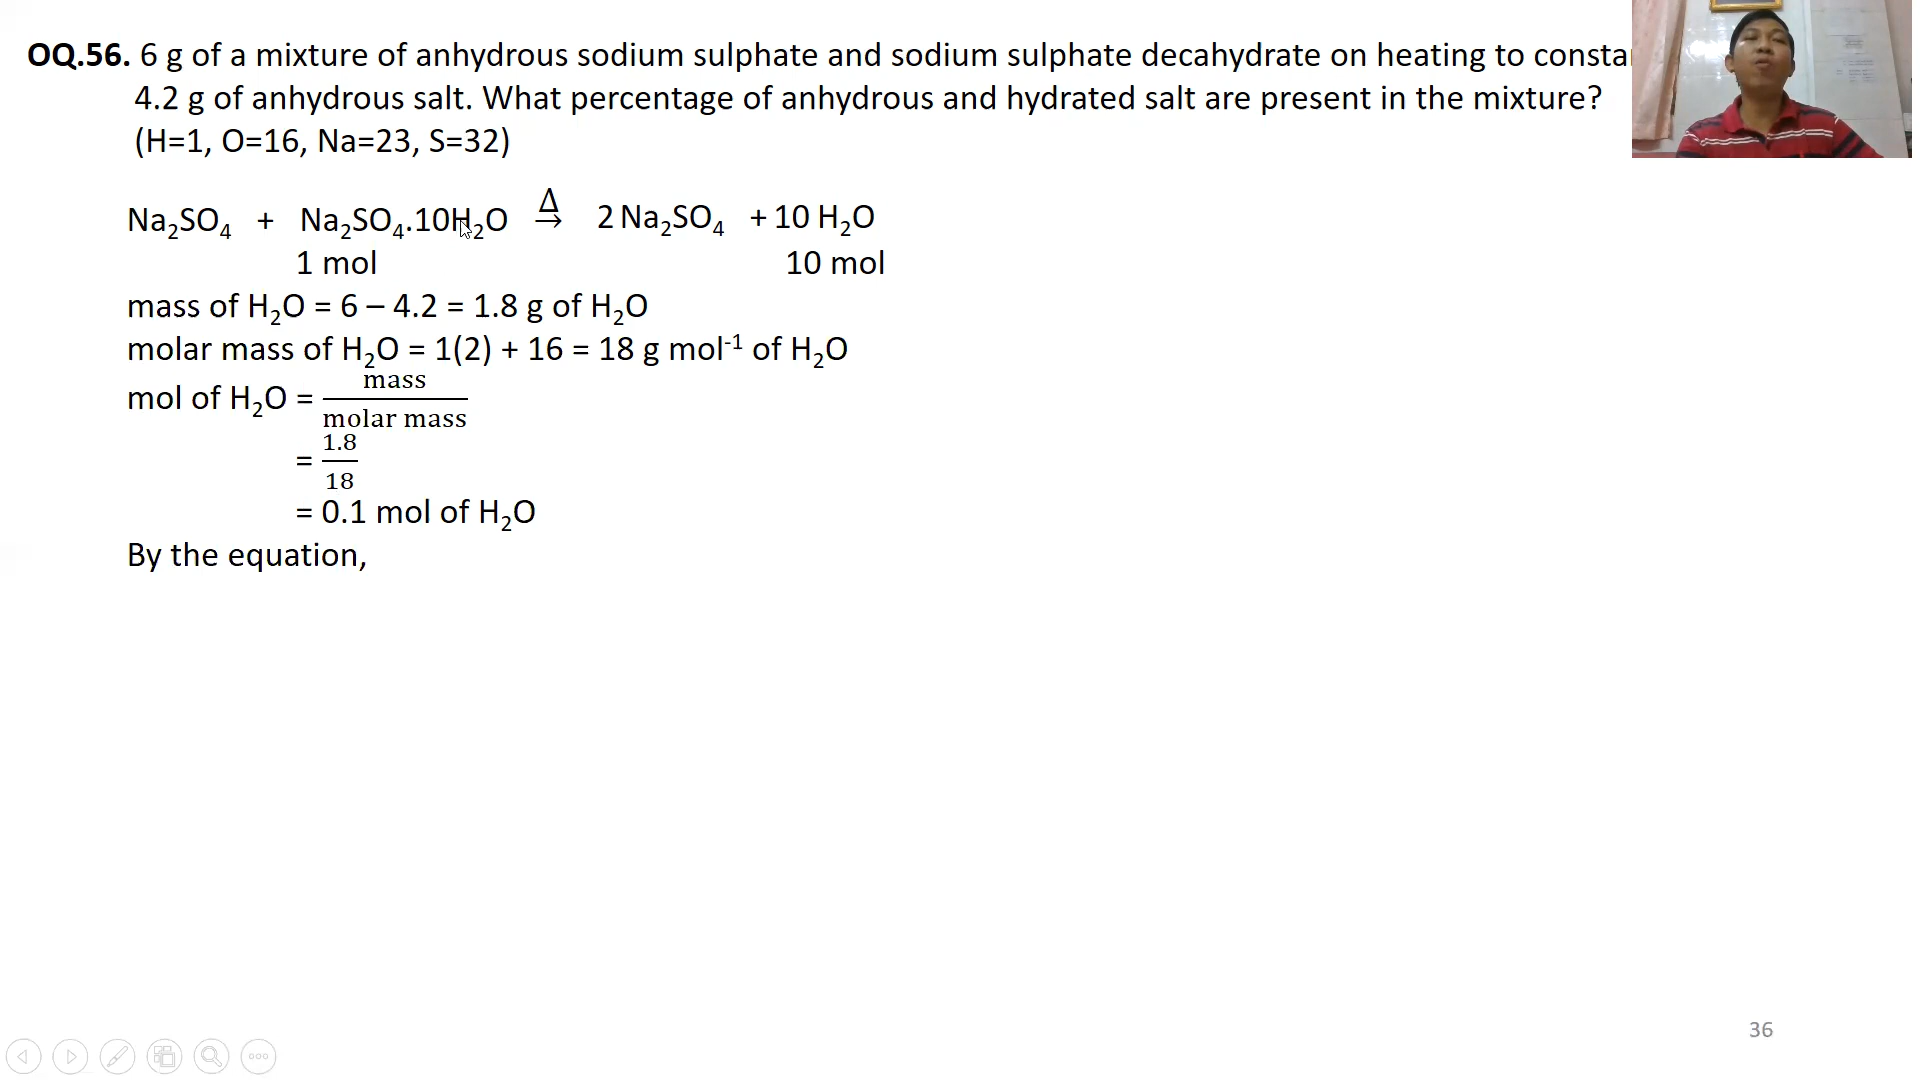 OQ.56. 6 g of a mixture of anhydrous sodium sulphate and sodium sulphate decahydrate on heating to
4.2 g of anhydrous salt. What percentage of anhydrous and hydrated salt are present in the mixture?
(H=1, O=16, Na=23, S=32)
Na₂SO₄ + Na₂SO₄.10H₂O →^Δ 2 Na₂SO₄ + 10 H₂O
1 mol 10 mol
mass of H₂O = 6 – 4.2 = 1.8 g of H₂O
molar mass of H₂O = 1(2) + 16 = 18 g mol⁻¹ of H₂O
mol of H₂O = mass / molar mass
= 1.8 / 18
= 0.1 mol of H₂O
By the equation,
36